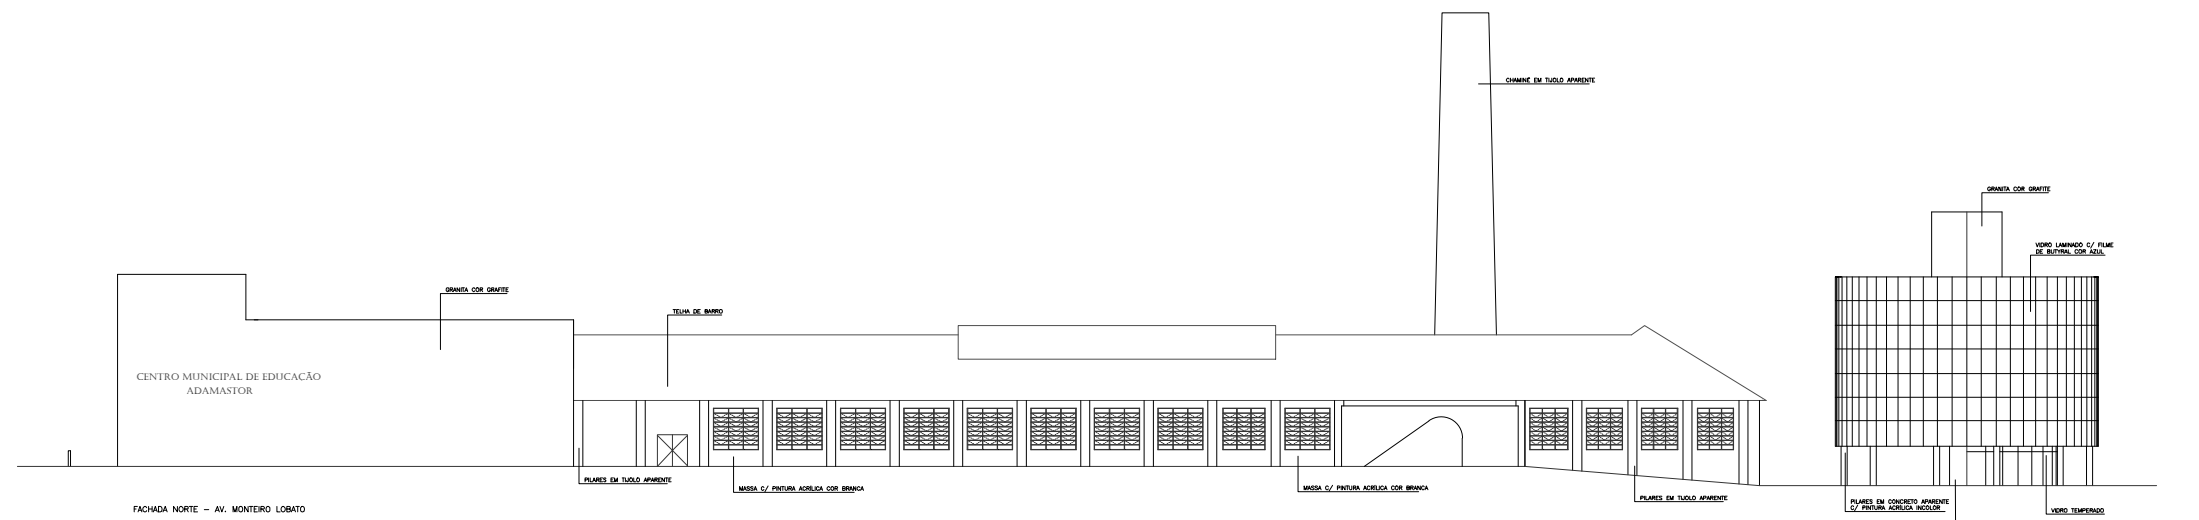 CHAMINÉ EM TIJOLO APARENTE
GRANITA COR GRAFITE
VIDRO LAMINADO C/ FILME
DE BUTYRAL COR AZUL
GRANITA COR GRAFITE
TELHA DE BARRO
CENTRO MUNICIPAL DE EDUCAÇÃO
ADAMASTOR
PILARES EM TIJOLO APARENTE
MASSA C/ PINTURA ACRÍLICA COR BRANCA
MASSA C/ PINTURA ACRÍLICA COR BRANCA
PILARES EM TIJOLO APARENTE
PILARES EM CONCRETO APARENTE
C/ PINTURA ACRÍLICA INCOLOR
VIDRO TEMPERADO
FACHADA NORTE – AV. MONTEIRO LOBATO